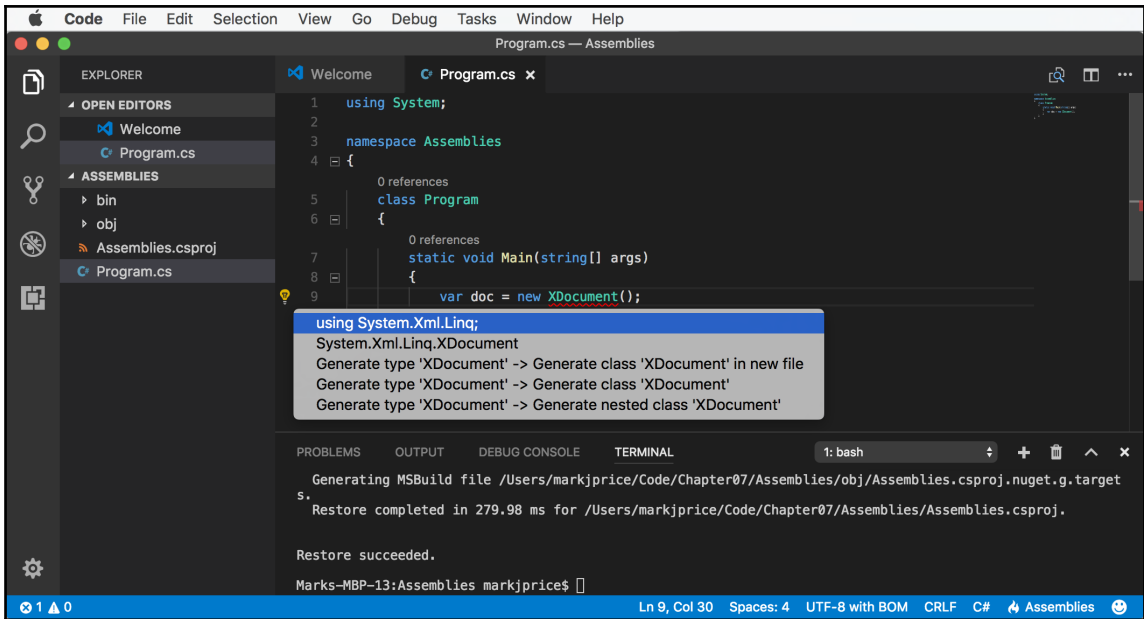 Code File Edit Selection View Go Debug Tasks Window Help
Program.cs — Assemblies
EXPLORER
OPEN EDITORS
Welcome
Program.cs
ASSEMBLIES
bin
obj
Assemblies.csproj
Program.cs
Welcome Program.cs
1 using System;
2
3 namespace Assemblies
4 {
0 references
5 class Program
6 {
0 references
7 static void Main(string[] args)
8 {
9 var doc = new XDocument();
using System.Xml.Linq;
System.Xml.Linq.XDocument
Generate type 'XDocument' -> Generate class 'XDocument' in new file
Generate type 'XDocument' -> Generate class 'XDocument'
Generate type 'XDocument' -> Generate nested class 'XDocument'
PROBLEMS OUTPUT DEBUG CONSOLE TERMINAL 1: bash
Generating MSBuild file /Users/markjprice/Code/Chapter07/Assemblies/obj/Assemblies.csproj.nuget.g.target
s.
Restore completed in 279.98 ms for /Users/markjprice/Code/Chapter07/Assemblies/Assemblies.csproj.
Restore succeeded.
Marks-MBP-13:Assemblies markjprice$
1 0 Ln 9, Col 30 Spaces: 4 UTF-8 with BOM CRLF C# Assemblies